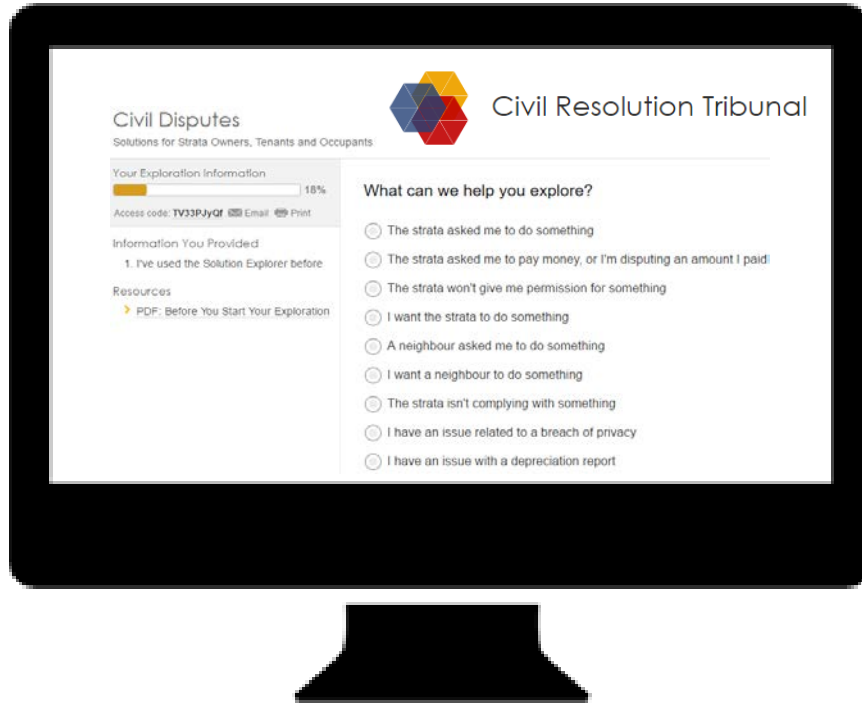 Civil Resolution Tribunal
Civil Disputes
Solutions for Strata Owners, Tenants and Occupants
Your Exploration Information
18%
Access code: TV33PJyQf Email Print
Information You Provided
1. I've used the Solution Explorer before
Resources
PDF: Before You Start Your Exploration
What can we help you explore?
The strata asked me to do something
The strata asked me to pay money, or I'm disputing an amount I paid
The strata won't give me permission for something
I want the strata to do something
A neighbour asked me to do something
I want a neighbour to do something
The strata isn't complying with something
I have an issue related to a breach of privacy
I have an issue with a depreciation report